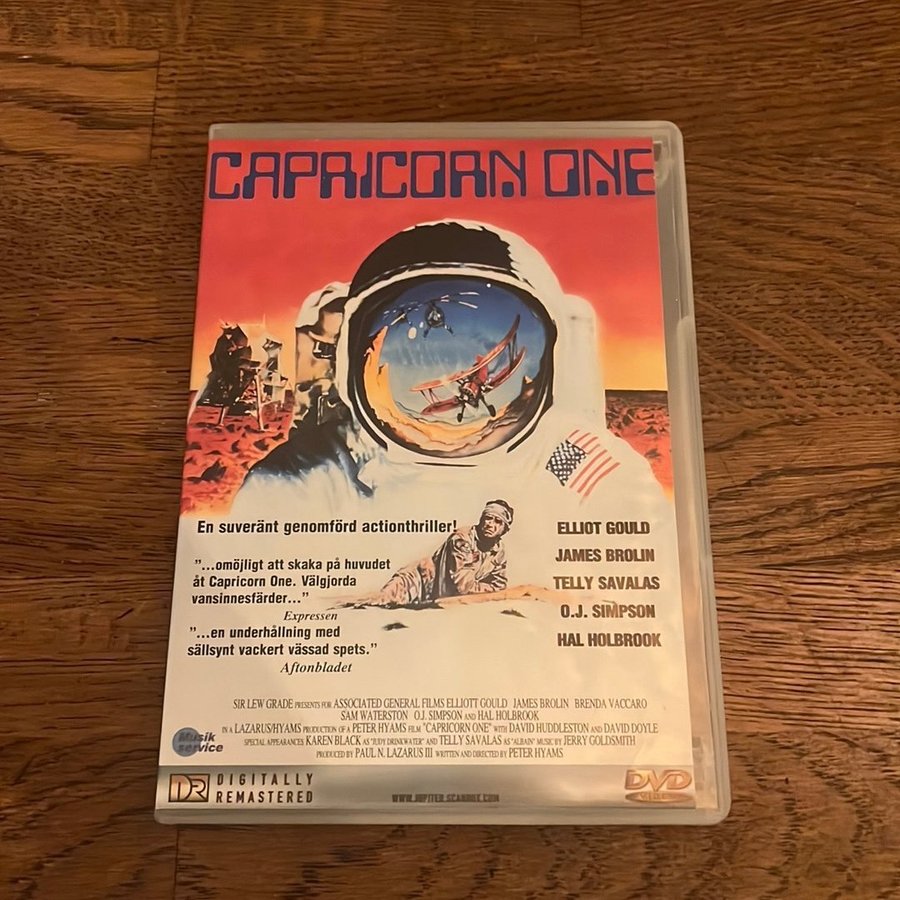 CAPRICORN ONE
En suveränt genomförd actionthriller!
"...omöjligt att skaka på huvudet
åt Capricorn One. Välgjorda
vansinnesfärder..."
Expressen
"...en underhållning med
sällsynt vackert vässad spets."
Aftonbladet
ELLIOT GOULD
JAMES BROLIN
TELLY SAVALAS
O.J. SIMPSON
HAL HOLBROOK
SIR LEW GRADE PRESENTS FOR ASSOCIATED GENERAL FILMS ELLIOTT GOULD JAMES BROLIN BRENDA VACCARO
SAM WATERSTON O.J. SIMPSON AND HAL HOLBROOK
IN A LAZARUS/HYAMS PRODUCTION OF A PETER HYAMS FILM "CAPRICORN ONE" WITH DAVID HUDDLESTON AND DAVID DOYLE
SPECIAL APPEARANCES KAREN BLACK AS "JUDY DRINKWATER" AND TELLY SAVALAS AS "ALBAIN" MUSIC BY JERRY GOLDSMITH
PRODUCED BY PAUL N. LAZARUS III WRITTEN AND DIRECTED BY PETER HYAMS
Musik
service
DR DIGITALLY
REMASTERED
WWW.JUPITER.SCANBOX.COM
DVD
VIDEO